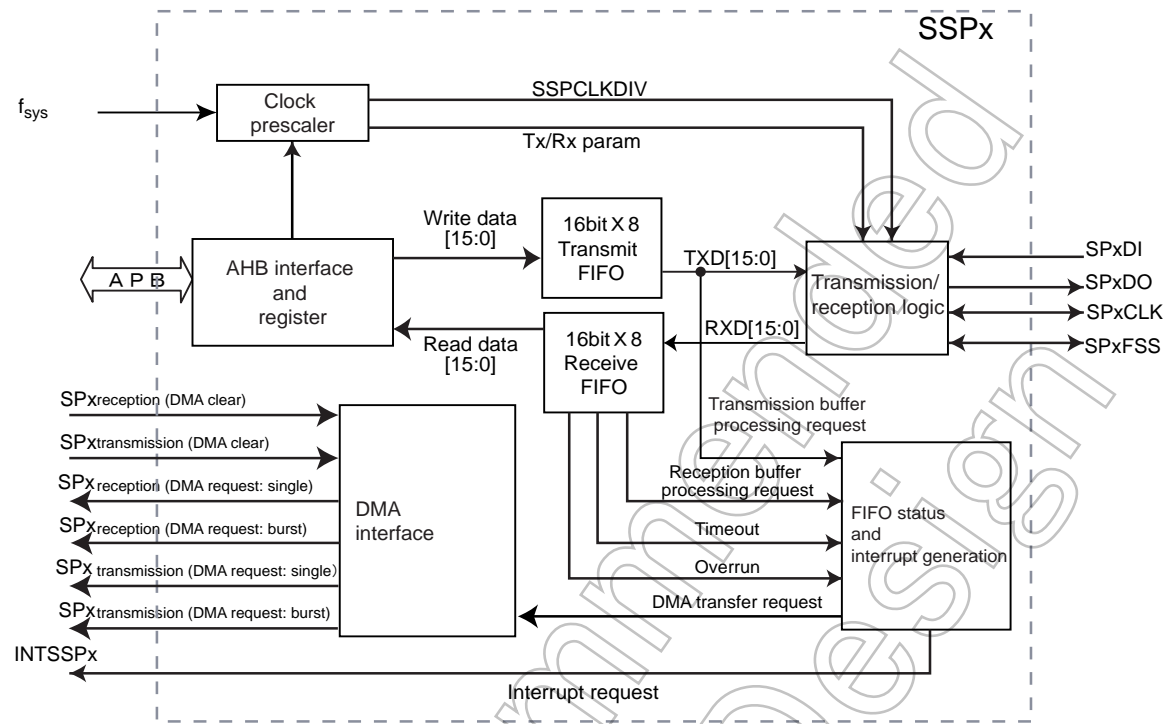 SSPx
fsys
Clock
prescaler
SSPCLKDIV
Tx/Rx param
Write data
[15:0]
16bit X 8
Transmit
FIFO
TXD[15:0]
APB
AHB interface
and
register
Transmission/
reception logic
SPxDI
SPxDO
SPxCLK
SPxFSS
Read data
[15:0]
16bit X 8
Receive
FIFO
RXD[15:0]
SPxreception (DMA clear)
SPxtransmission (DMA clear)
SPxreception (DMA request: single)
SPxreception (DMA request: burst)
SPx transmission (DMA request: single)
SPxtransmission (DMA request: burst)
INTSSPx
DMA
interface
Transmission buffer
processing request
Reception buffer
processing request
Timeout
Overrun
DMA transfer request
FIFO status
and
interrupt generation
Interrupt request
mmended
Design